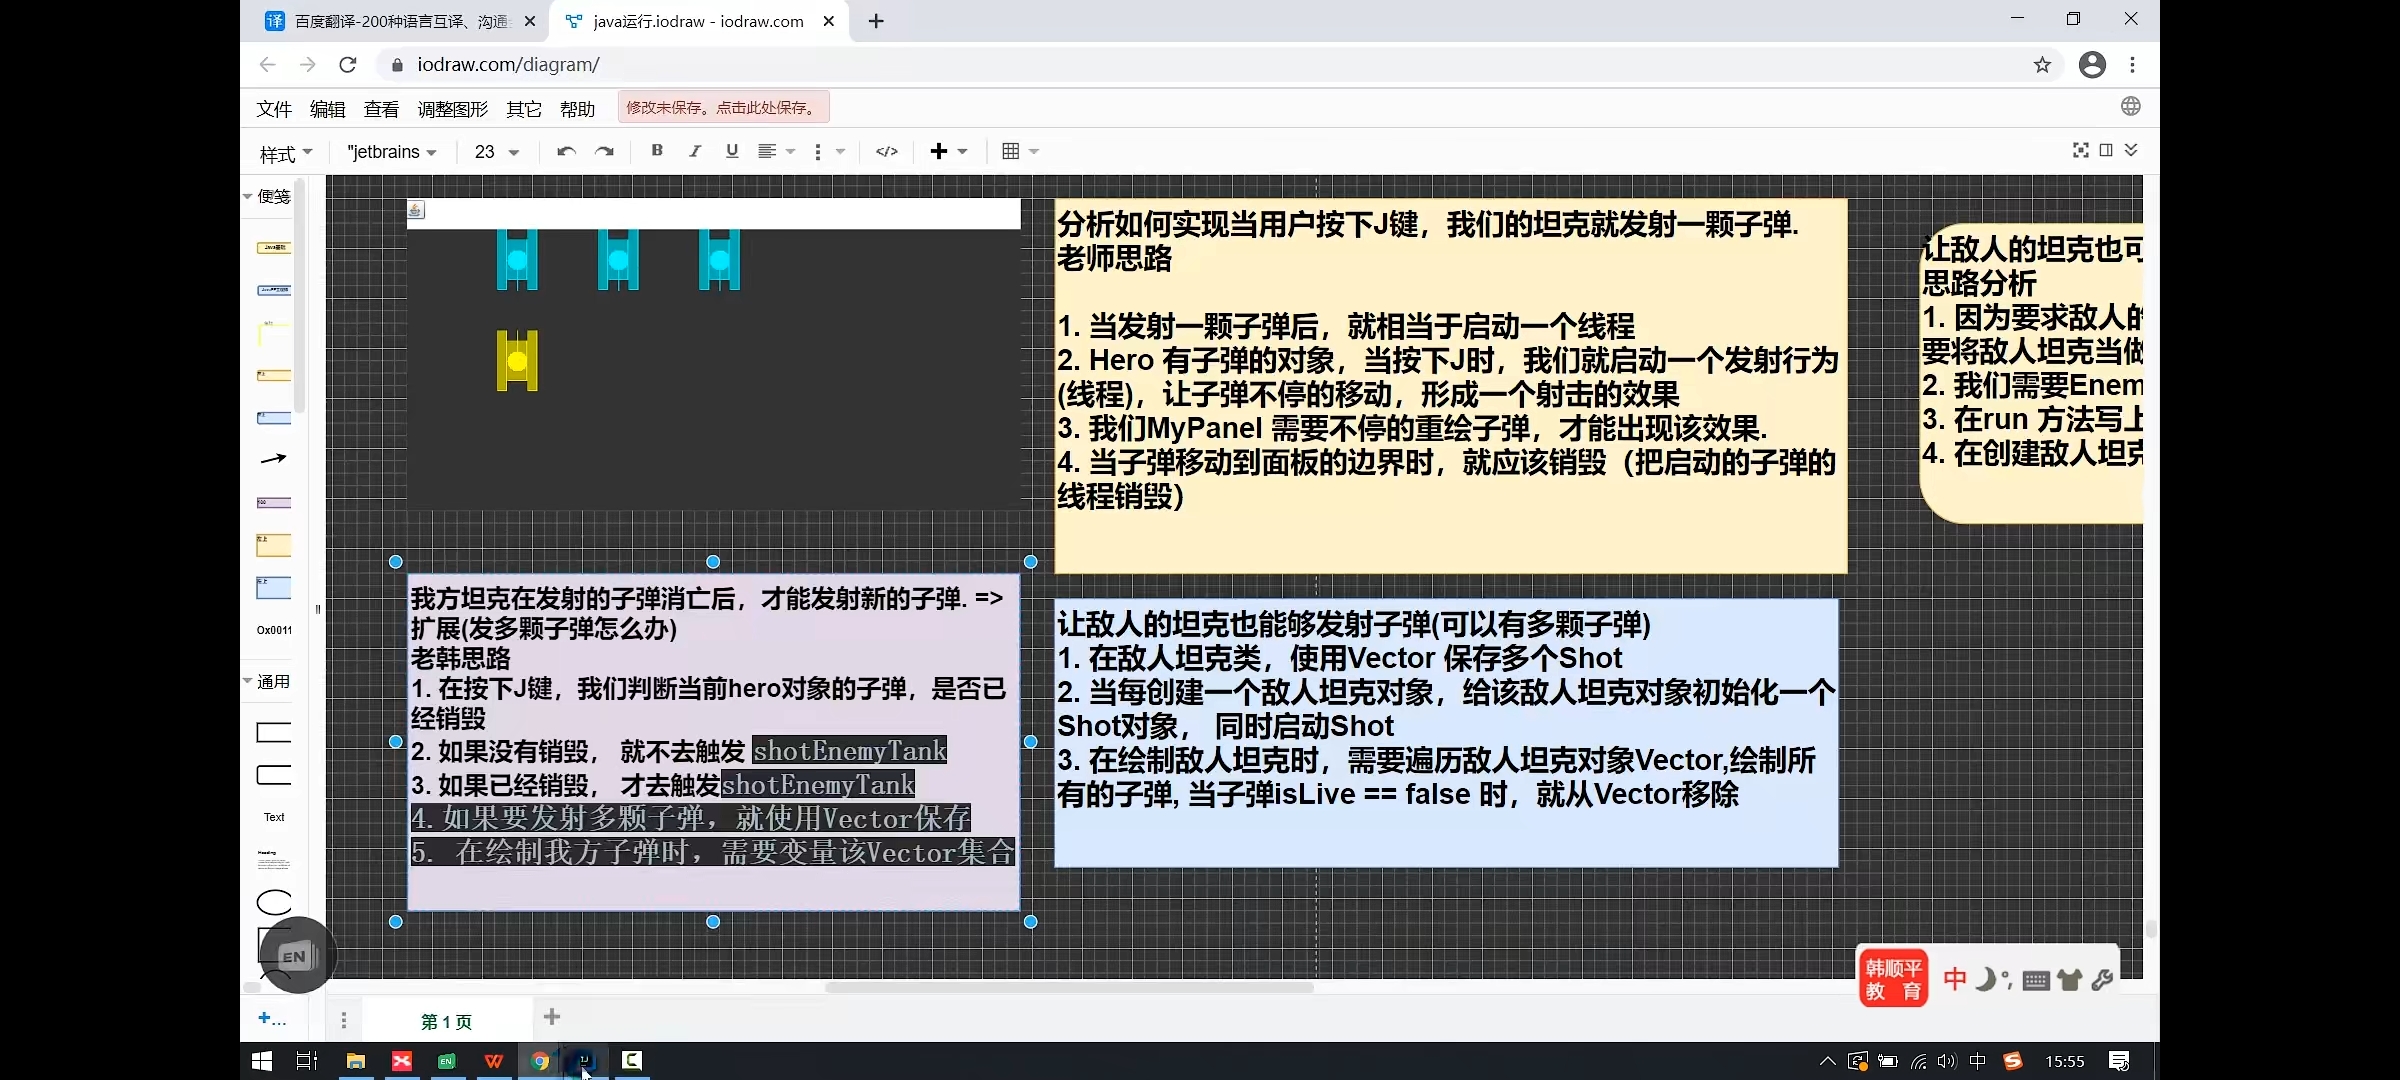 百度翻译-200种语言互译、沟通
java运行.iodraw - iodraw.com
iodraw.com/diagram/
文件 编辑 查看 调整图形 其它 帮助 修改未保存。点击此处保存。
样式 "jetbrains 23 B I U </>
便笺
Ox0011
通用
Text
Heading
分析如何实现当用户按下J键，我们的坦克就发射一颗子弹.
老师思路
1. 当发射一颗子弹后，就相当于启动一个线程
2. Hero 有子弹的对象，当按下J时，我们就启动一个发射行为
(线程)，让子弹不停的移动，形成一个射击的效果
3. 我们MyPanel 需要不停的重绘子弹，才能出现该效果.
4. 当子弹移动到面板的边界时，就应该销毁（把启动的子弹的
线程销毁）
让敌人的坦克也可
思路分析
1. 因为要求敌人的
要将敌人坦克当做
2. 我们需要Enem
3. 在run 方法写上
4. 在创建敌人坦克
我方坦克在发射的子弹消亡后，才能发射新的子弹. =>
扩展(发多颗子弹怎么办)
老韩思路
1. 在按下J键，我们判断当前hero对象的子弹，是否已
经销毁
2. 如果没有销毁， 就不去触发 shotEnemyTank
3. 如果已经销毁， 才去触发shotEnemyTank
4.如果要发射多颗子弹，就使用Vector保存
5. 在绘制我方子弹时，需要变量该Vector集合
让敌人的坦克也能够发射子弹(可以有多颗子弹)
1. 在敌人坦克类，使用Vector 保存多个Shot
2. 当每创建一个敌人坦克对象，给该敌人坦克对象初始化一个
Shot对象， 同时启动Shot
3. 在绘制敌人坦克时，需要遍历敌人坦克对象Vector,绘制所
有的子弹, 当子弹isLive == false 时，就从Vector移除
EN
韩顺平
教 育
中
第 1 页
中
15:55